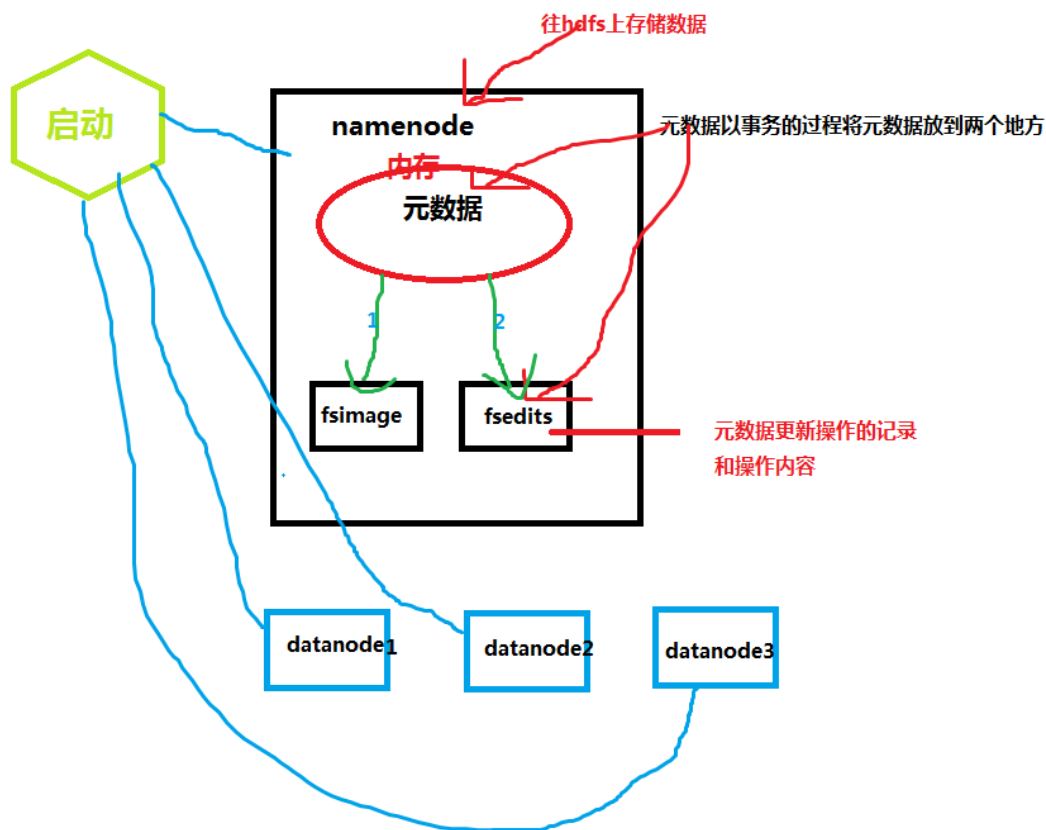 往hdfs上存储数据
启动
namenode
元数据以事务的过程将元数据放到两个地方
内存
元数据
1
2
fsimage
fsedits
元数据更新操作的记录
和操作内容
datanode1
datanode2
datanode3